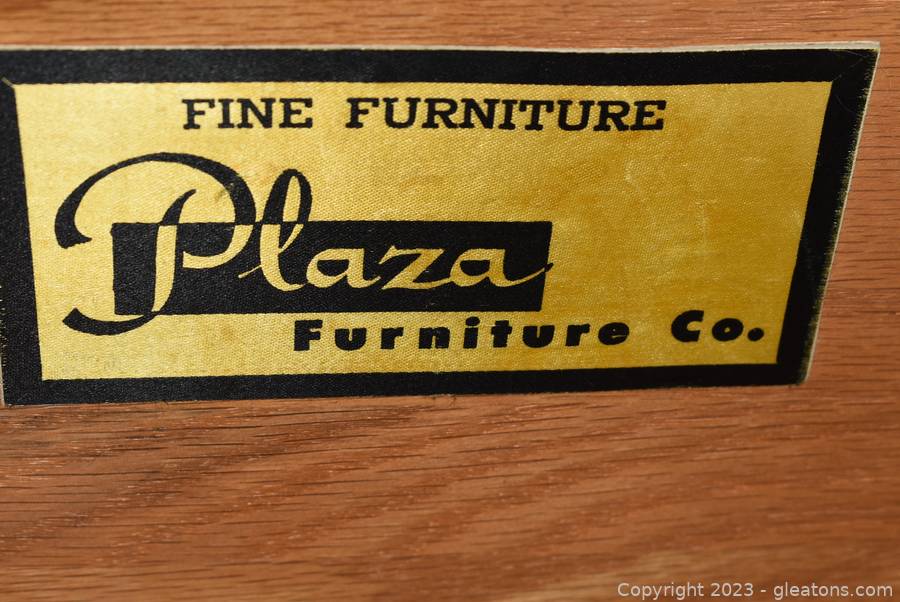 FINE FURNITURE
Plaza
Furniture Co.
Copyright 2023 - gleatons.com